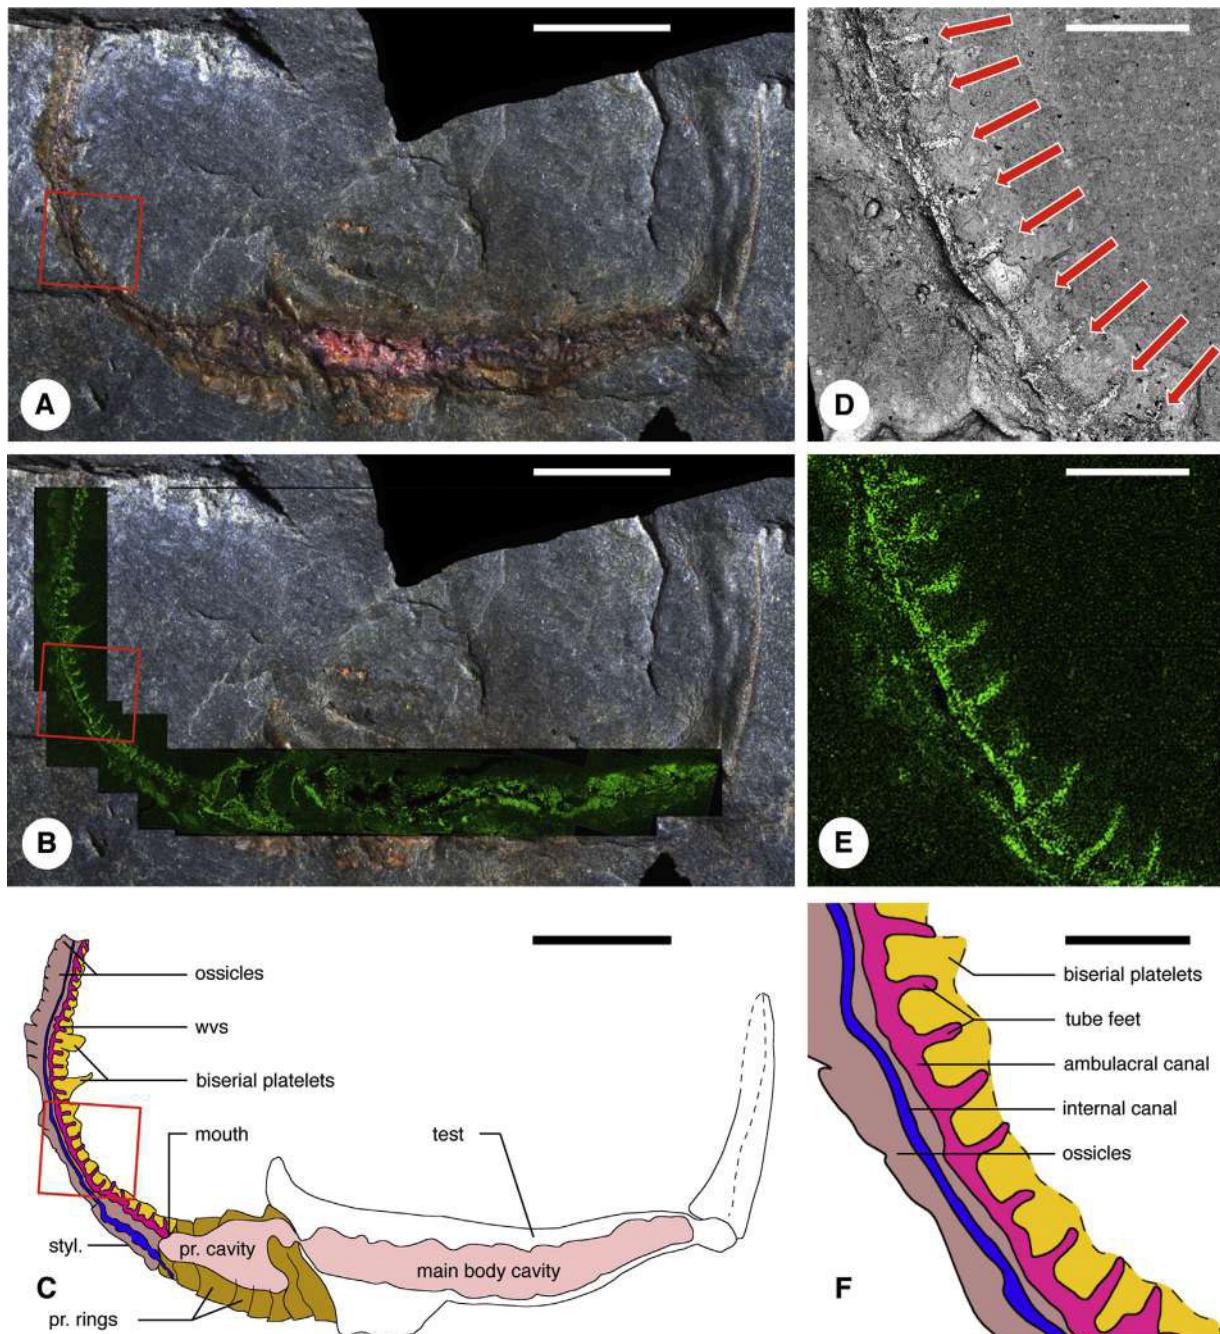 A
D
B
E
ossicles
wvs
biserial platelets
mouth
test
styl.
pr. cavity
main body cavity
C
pr. rings
biserial platelets
tube feet
ambulacral canal
internal canal
ossicles
F